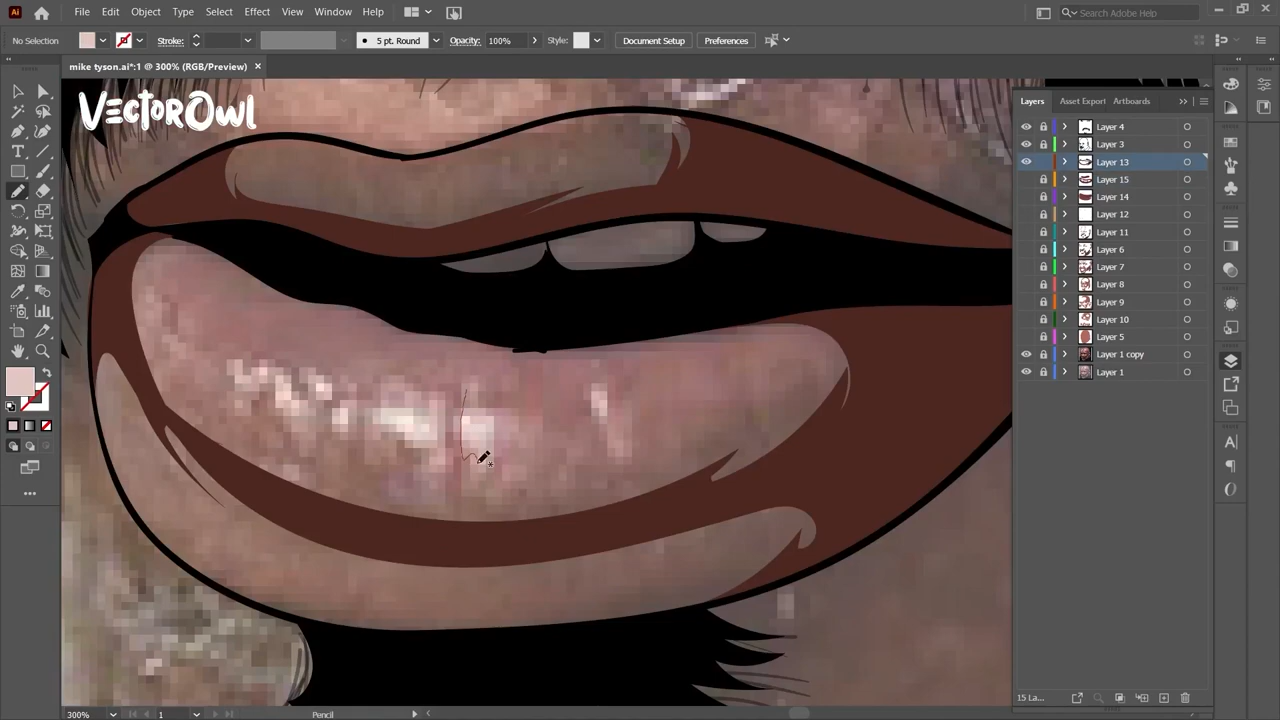 Ai
File Edit Object Type Select Effect View Window Help
Search Adobe Help
No Selection Stroke: 5 pt. Round Opacity: 100% Style: Document Setup Preferences
mike tyson.ai*:1 @ 300% (RGB/Preview)
VectorOwl
Layers Asset Export Artboards
Layer 4
Layer 3
Layer 13
Layer 15
Layer 14
Layer 12
Layer 11
Layer 6
Layer 7
Layer 8
Layer 9
Layer 10
Layer 5
Layer 1 copy
Layer 1
15 La...
300% 1 Pencil